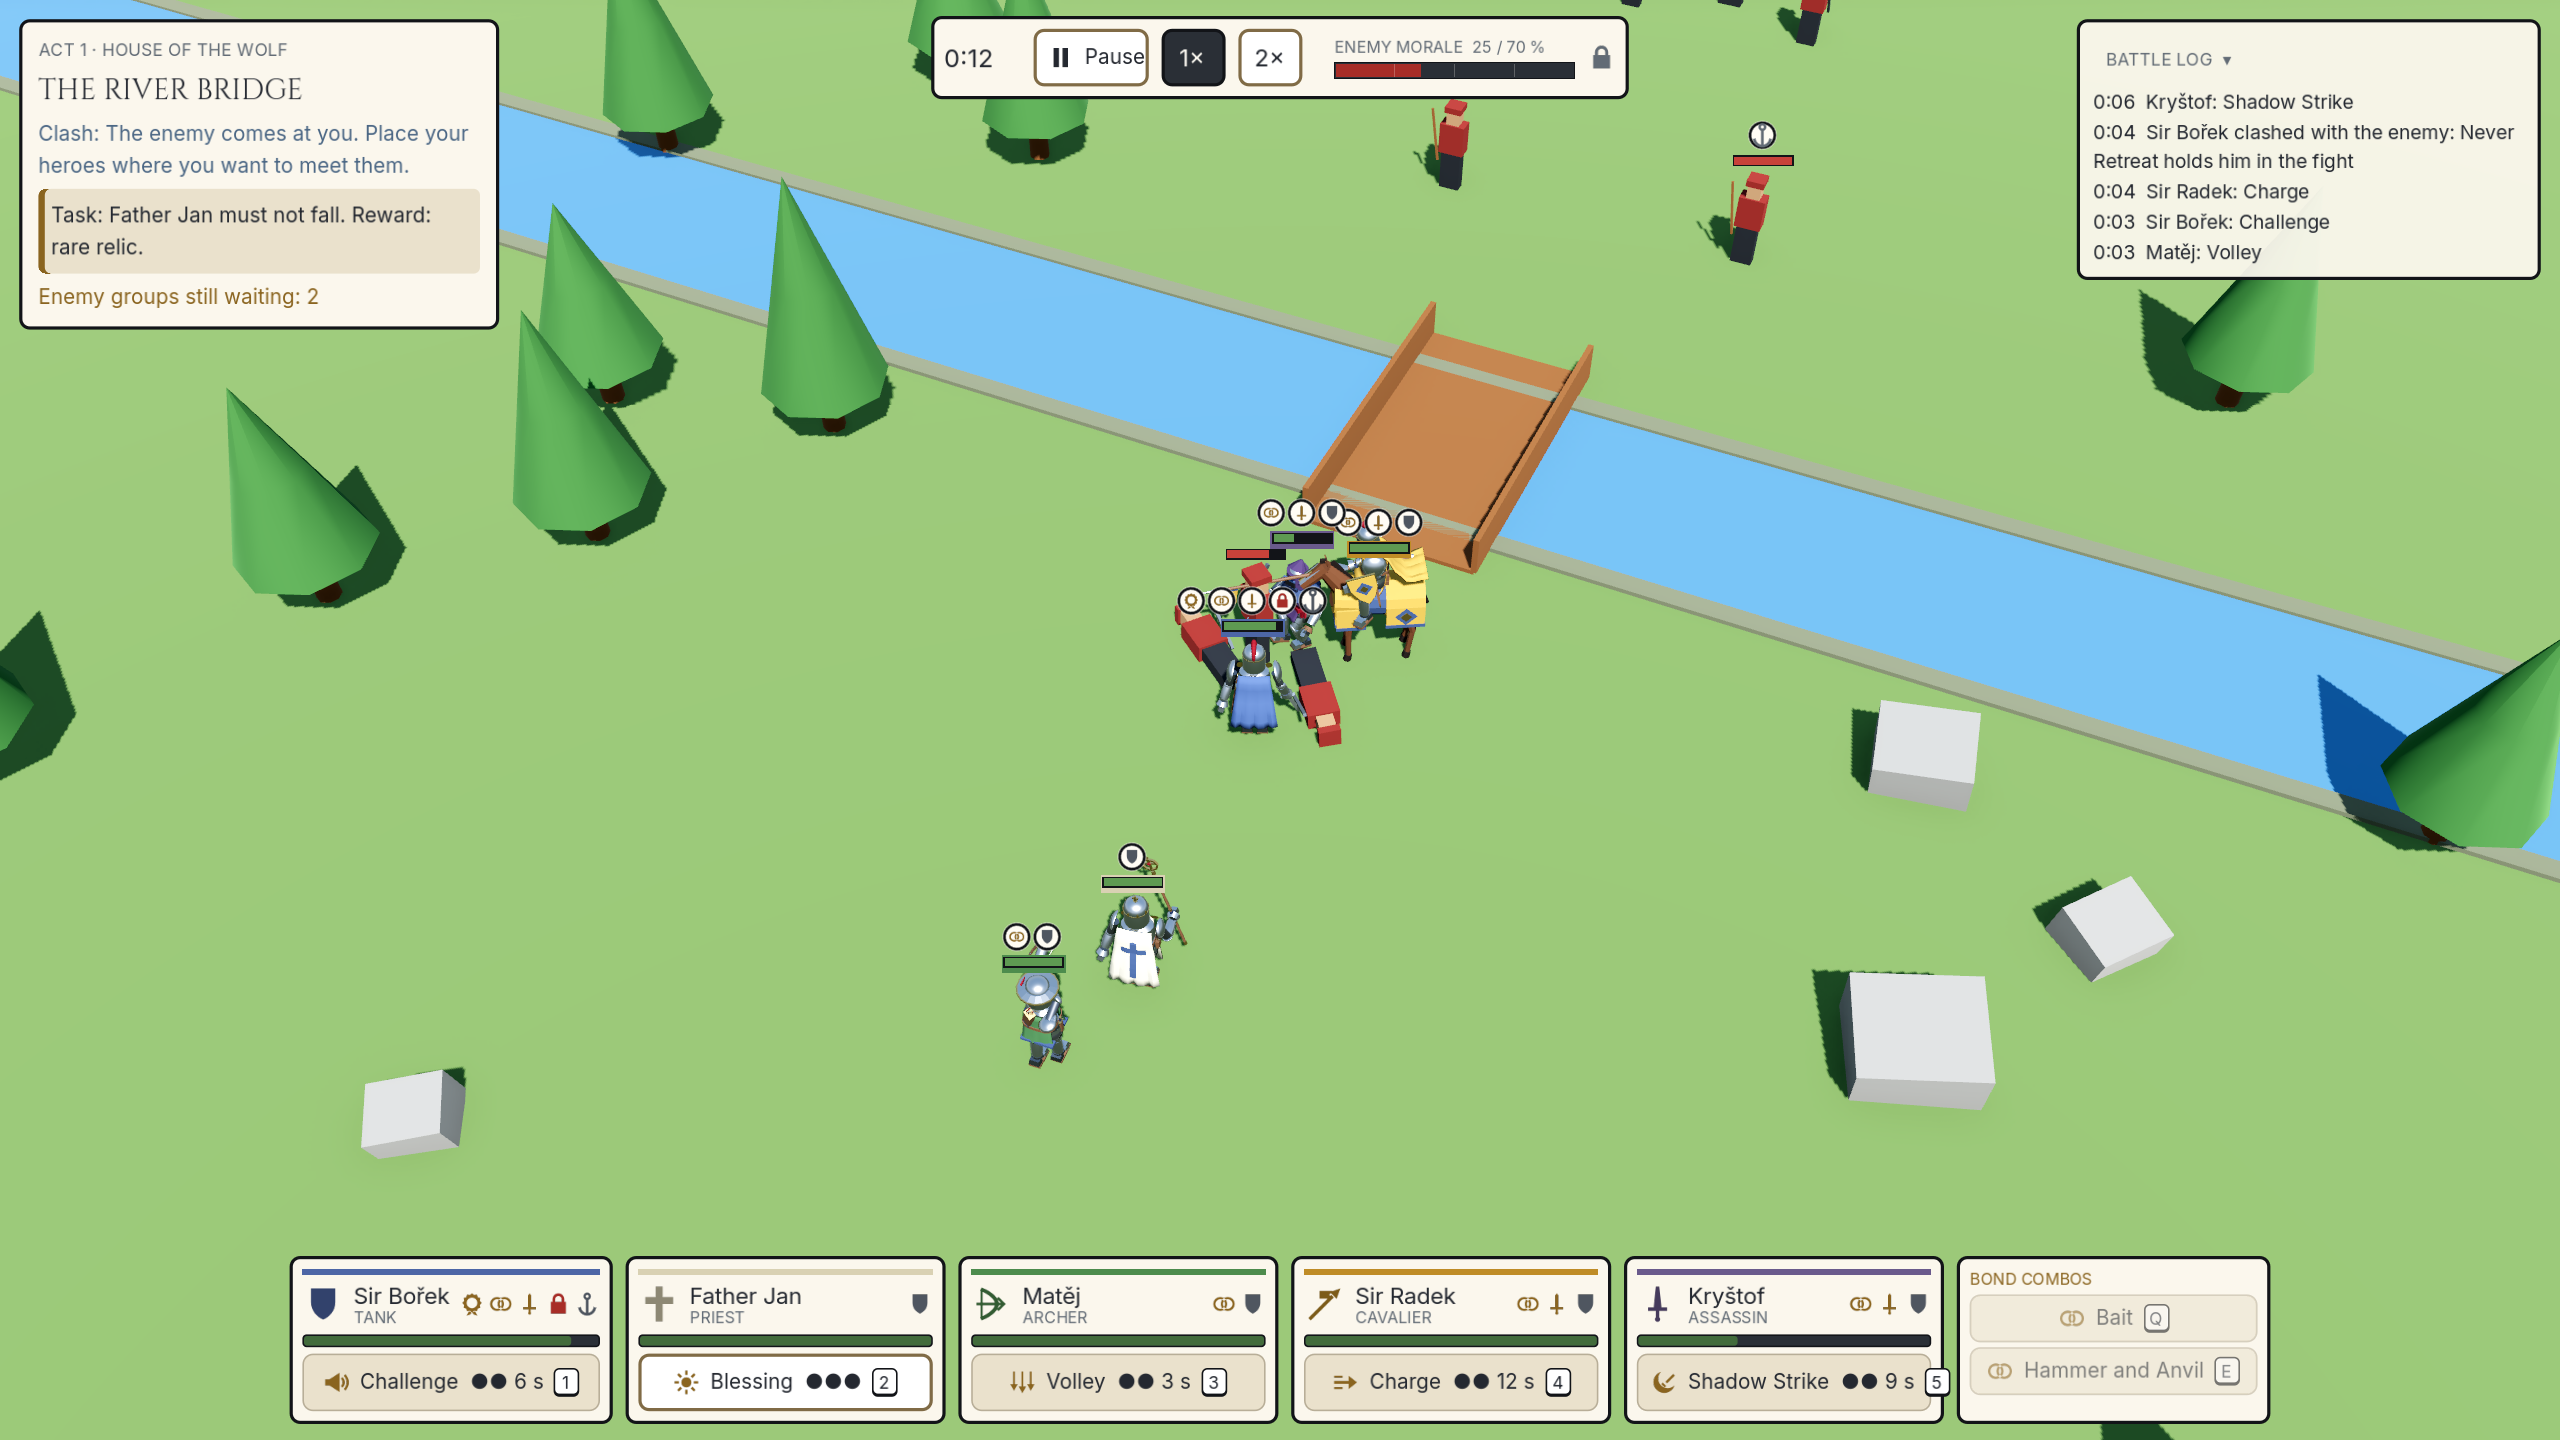 ACT 1 · HOUSE OF THE WOLF
THE RIVER BRIDGE
Clash: The enemy comes at you. Place your
heroes where you want to meet them.
Task: Father Jan must not fall. Reward:
rare relic.
Enemy groups still waiting: 2
0:12
Pause
1×
2×
ENEMY MORALE 25 / 70 %
BATTLE LOG ▼
0:06 Kryštof: Shadow Strike
0:04 Sir Bořek clashed with the enemy: Never
Retreat holds him in the fight
0:04 Sir Radek: Charge
0:03 Sir Bořek: Challenge
0:03 Matěj: Volley
Sir Bořek
TANK
Challenge 6 s 1
Father Jan
PRIEST
Blessing 2
Matěj
ARCHER
Volley 3 s 3
Sir Radek
CAVALIER
Charge 12 s 4
Kryštof
ASSASSIN
Shadow Strike 9 s 5
BOND COMBOS
Bait Q
Hammer and Anvil E